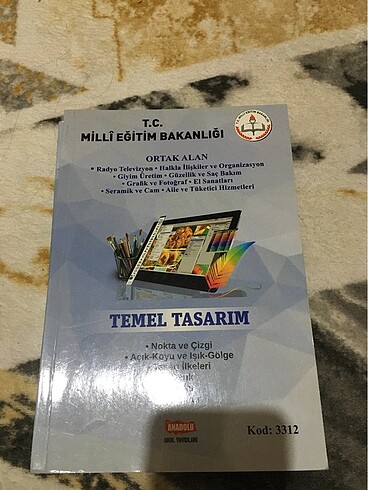 T.C.
MİLLÎ EĞİTİM BAKANLIĞI
ORTAK ALAN
• Radyo Televizyon • Halkla İlişkiler ve Organizasyon
• Giyim Üretim • Güzellik ve Saç Bakım
• Grafik ve Fotoğraf • El Sanatları
• Seramik ve Cam • Aile ve Tüketici Hizmetleri
TEMEL TASARIM
• Nokta ve Çizgi
• Açık-Koyu ve Işık-Gölge
İlkeleri
ANADOLU
Kod: 3312